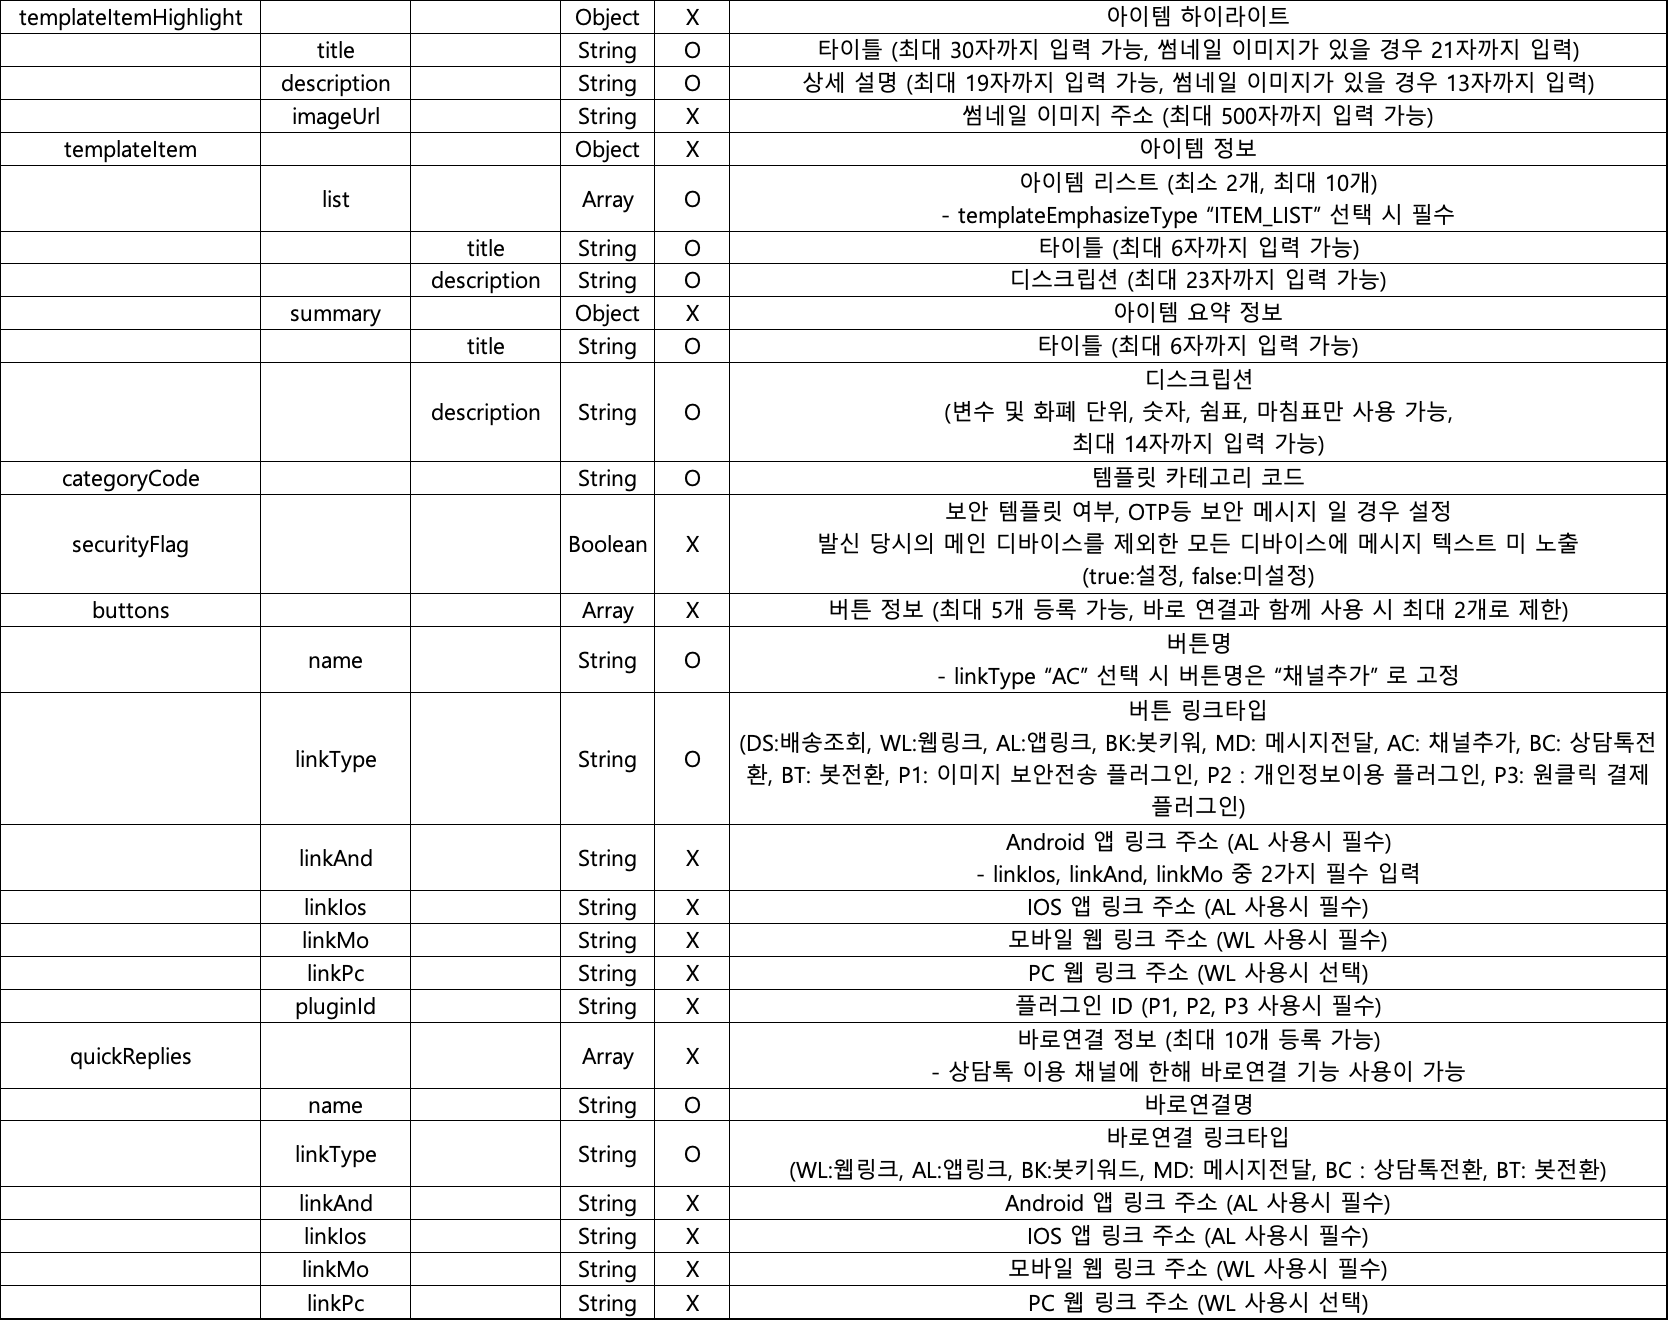 templateItemHighlight Object X 아이템 하이라이트
title String O 타이틀 (최대 30자까지 입력 가능, 썸네일 이미지가 있을 경우 21자까지 입력)
description String O 상세 설명 (최대 19자까지 입력 가능, 썸네일 이미지가 있을 경우 13자까지 입력)
imageUrl String X 썸네일 이미지 주소 (최대 500자까지 입력 가능)
templateItem Object X 아이템 정보
list Array O 아이템 리스트 (최소 2개, 최대 10개)
- templateEmphasizeType “ITEM_LIST” 선택 시 필수
title String O 타이틀 (최대 6자까지 입력 가능)
description String O 디스크립션 (최대 23자까지 입력 가능)
summary Object X 아이템 요약 정보
title String O 타이틀 (최대 6자까지 입력 가능)
description String O 디스크립션
(변수 및 화폐 단위, 숫자, 쉼표, 마침표만 사용 가능,
최대 14자까지 입력 가능)
categoryCode String O 템플릿 카테고리 코드
securityFlag Boolean X 보안 템플릿 여부, OTP등 보안 메시지 일 경우 설정
발신 당시의 메인 디바이스를 제외한 모든 디바이스에 메시지 텍스트 미 노출
(true:설정, false:미설정)
buttons Array X 버튼 정보 (최대 5개 등록 가능, 바로 연결과 함께 사용 시 최대 2개로 제한)
name String O 버튼명
- linkType “AC” 선택 시 버튼명은 “채널추가” 로 고정
linkType String O 버튼 링크타입
(DS:배송조회, WL:웹링크, AL:앱링크, BK:봇키워, MD: 메시지전달, AC: 채널추가, BC: 상담톡전
환, BT: 봇전환, P1: 이미지 보안전송 플러그인, P2 : 개인정보이용 플러그인, P3: 원클릭 결제
플러그인)
linkAnd String X Android 앱 링크 주소 (AL 사용시 필수)
- linkIos, linkAnd, linkMo 중 2가지 필수 입력
linkIos String X IOS 앱 링크 주소 (AL 사용시 필수)
linkMo String X 모바일 웹 링크 주소 (WL 사용시 필수)
linkPc String X PC 웹 링크 주소 (WL 사용시 선택)
pluginId String X 플러그인 ID (P1, P2, P3 사용시 필수)
quickReplies Array X 바로연결 정보 (최대 10개 등록 가능)
- 상담톡 이용 채널에 한해 바로연결 기능 사용이 가능
name String O 바로연결명
linkType String O 바로연결 링크타입
(WL:웹링크, AL:앱링크, BK:봇키워드, MD: 메시지전달, BC : 상담톡전환, BT: 봇전환)
linkAnd String X Android 앱 링크 주소 (AL 사용시 필수)
linkIos String X IOS 앱 링크 주소 (AL 사용시 필수)
linkMo String X 모바일 웹 링크 주소 (WL 사용시 필수)
linkPc String X PC 웹 링크 주소 (WL 사용시 선택)